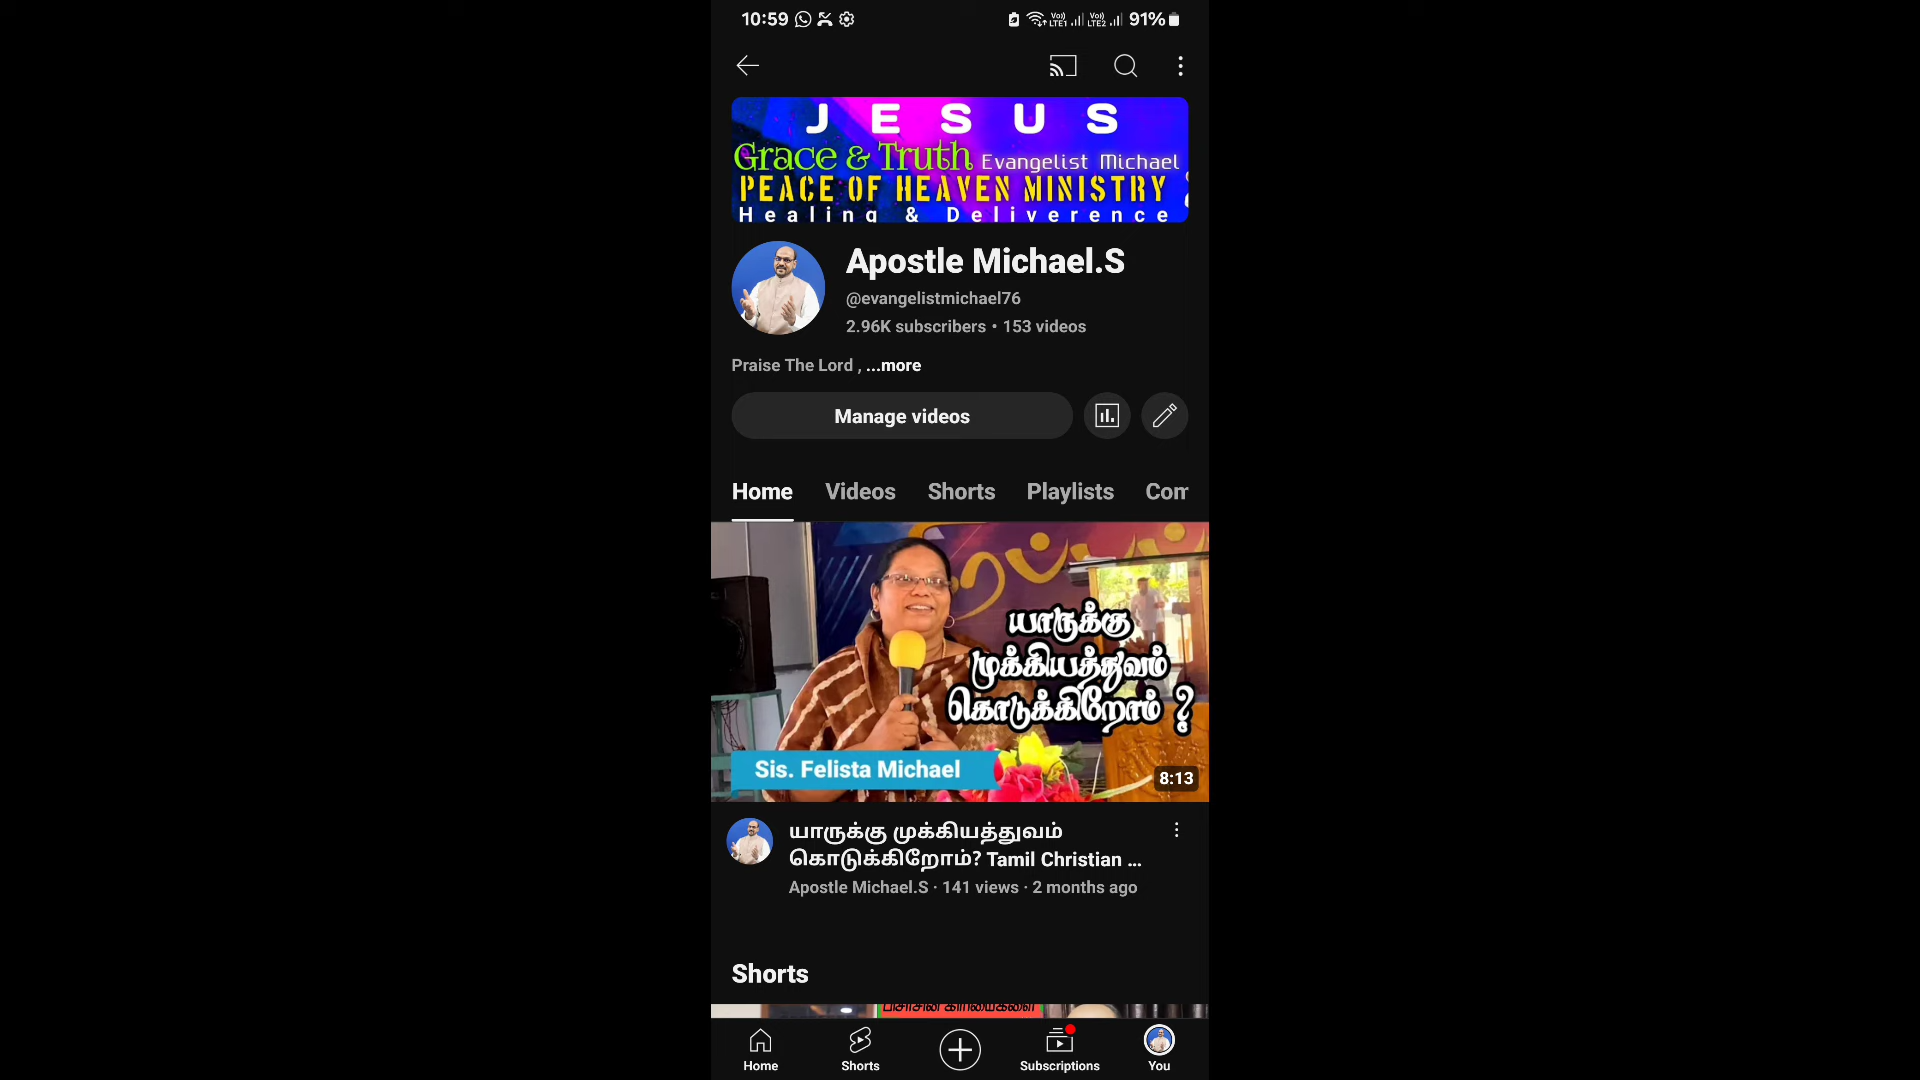 10:59 91%
J E S U S
Grace & Truth Evangelist Michael
PEACE OF HEAVEN MINISTRY
Healing & Deliverence
Apostle Michael.S
@evangelistmichael76
2.96K subscribers • 153 videos
Praise The Lord , ...more
Manage videos
Home Videos Shorts Playlists Com
யாருக்கு
முக்கியத்துவம்
கொடுக்கிறோம் ?
Sis. Felista Michael
8:13
யாருக்கு முக்கியத்துவம்
கொடுக்கிறோம்? Tamil Christian ...
Apostle Michael.S · 141 views · 2 months ago
Shorts
Home Shorts Subscriptions You